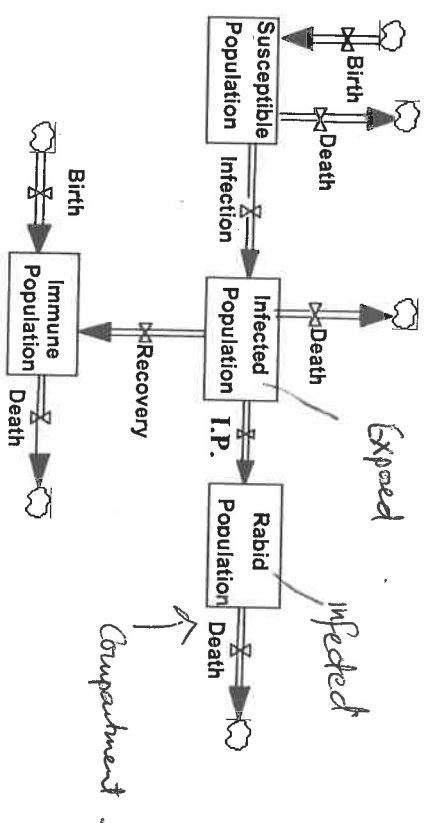 Birth
Death
Susceptible
Population
Infection
Death
Infected
Population
Exposed
I.P.
Rabid
Population
infected
Death
Compartment
Recovery
Birth
Immune
Population
Death